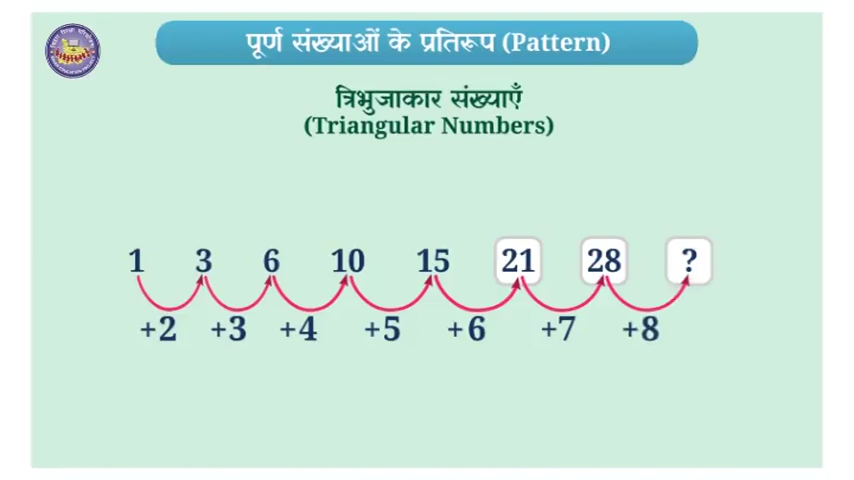 पूर्ण संख्याओं के प्रतिरूप (Pattern)
त्रिभुजाकार संख्याएँ
(Triangular Numbers)
1 3 6 10 15 21 28 ?
+2 +3 +4 +5 +6 +7 +8